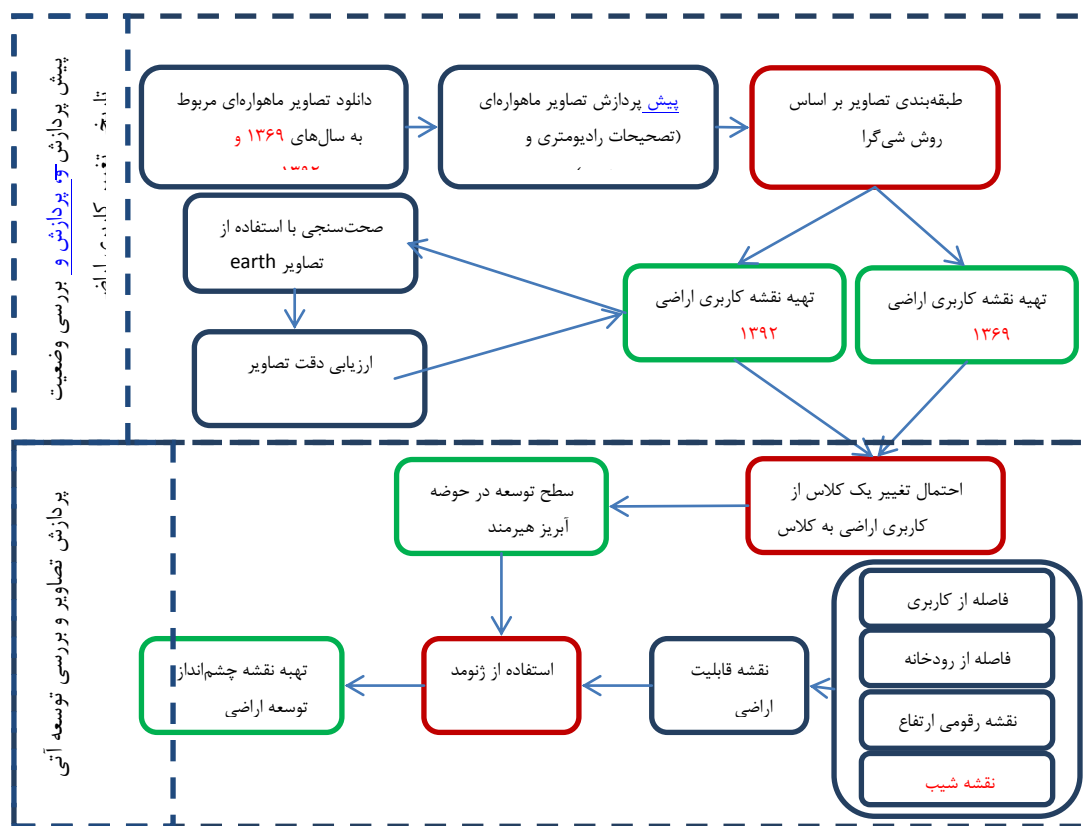 پیش پردازش و، پردازش و بررسی وضعیت
دانلود تصاویر ماهواره‌ای مربوط
به سال‌های ۱۳۶۹ و
پیش پردازش تصاویر ماهواره‌ای
(تصحیحات رادیومتری و
طبقه‌بندی تصاویر بر اساس
روش شی‌گرا
صحت‌سنجی با استفاده از
تصاویر earth
ارزیابی دقت تصاویر
تهیه نقشه کاربری اراضی
۱۳۹۲
تهیه نقشه کاربری اراضی
۱۳۶۹
پردازش تصاویر و بررسی توسعه آتی
احتمال تغییر یک کلاس از
کاربری اراضی به کلاس
سطح توسعه در حوضه
آبریز هیرمند
فاصله از کاربری
فاصله از رودخانه
نقشه رقومی ارتفاع
نقشه شیب
نقشه قابلیت
اراضی
استفاده از ژئومد
تهبه نقشه چشم‌انداز
توسعه اراضی